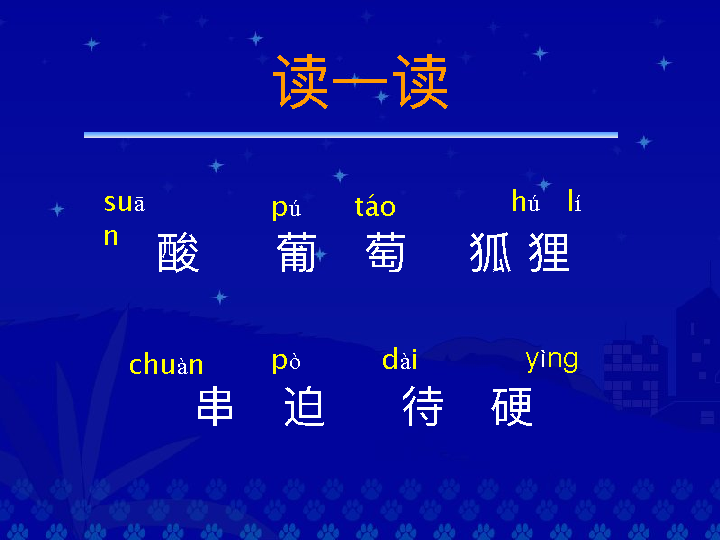 读一读
suān pú táo hú lí
酸 葡 萄 狐 狸
chuàn pò dài yìng
串 迫 待 硬